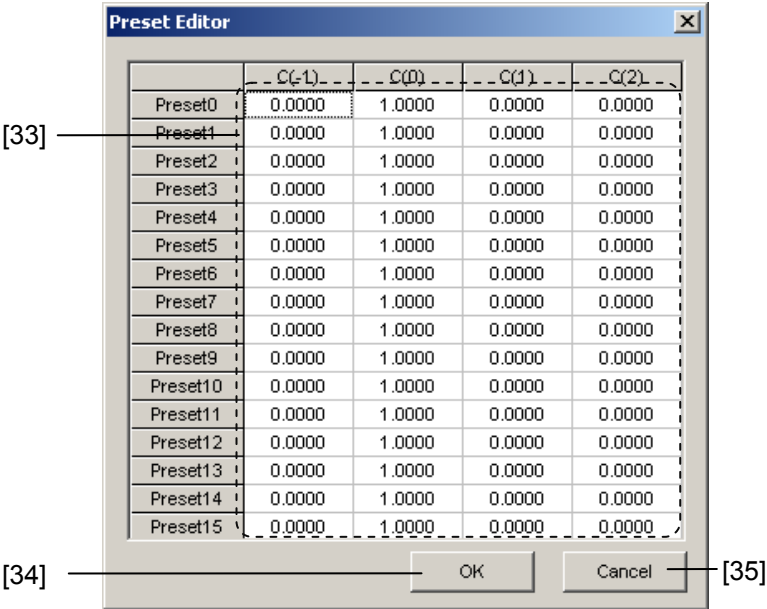 Preset Editor
C(-1) C(0) C(1) C(2)
Preset0 0.0000 1.0000 0.0000 0.0000
[33] Preset1 0.0000 1.0000 0.0000 0.0000
Preset2 0.0000 1.0000 0.0000 0.0000
Preset3 0.0000 1.0000 0.0000 0.0000
Preset4 0.0000 1.0000 0.0000 0.0000
Preset5 0.0000 1.0000 0.0000 0.0000
Preset6 0.0000 1.0000 0.0000 0.0000
Preset7 0.0000 1.0000 0.0000 0.0000
Preset8 0.0000 1.0000 0.0000 0.0000
Preset9 0.0000 1.0000 0.0000 0.0000
Preset10 0.0000 1.0000 0.0000 0.0000
Preset11 0.0000 1.0000 0.0000 0.0000
Preset12 0.0000 1.0000 0.0000 0.0000
Preset13 0.0000 1.0000 0.0000 0.0000
Preset14 0.0000 1.0000 0.0000 0.0000
Preset15 0.0000 1.0000 0.0000 0.0000
[34] OK Cancel [35]